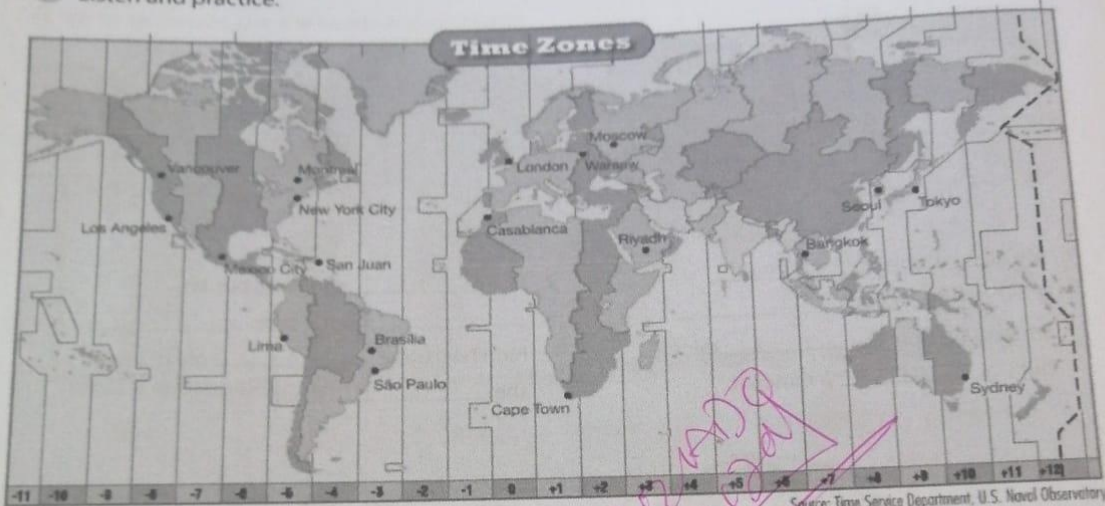 Listen and practice.
Time Zones
Moscow
Vancouver
Montreal
London
Warsaw
New York City
Seoul
Tokyo
Los Angeles
Casablanca
Riyadh
Bangkok
Mexico City
San Juan
Lima
Brasília
São Paulo
Sydney
Cape Town
-11 -10 -9 -8 -7 -6 -5 -4 -3 -2 -1 0 +1 +2 +3 +4 +5 +6 +7 +8 +9 +10 +11 +12
Source: Time Service Department, U.S. Naval Observatory